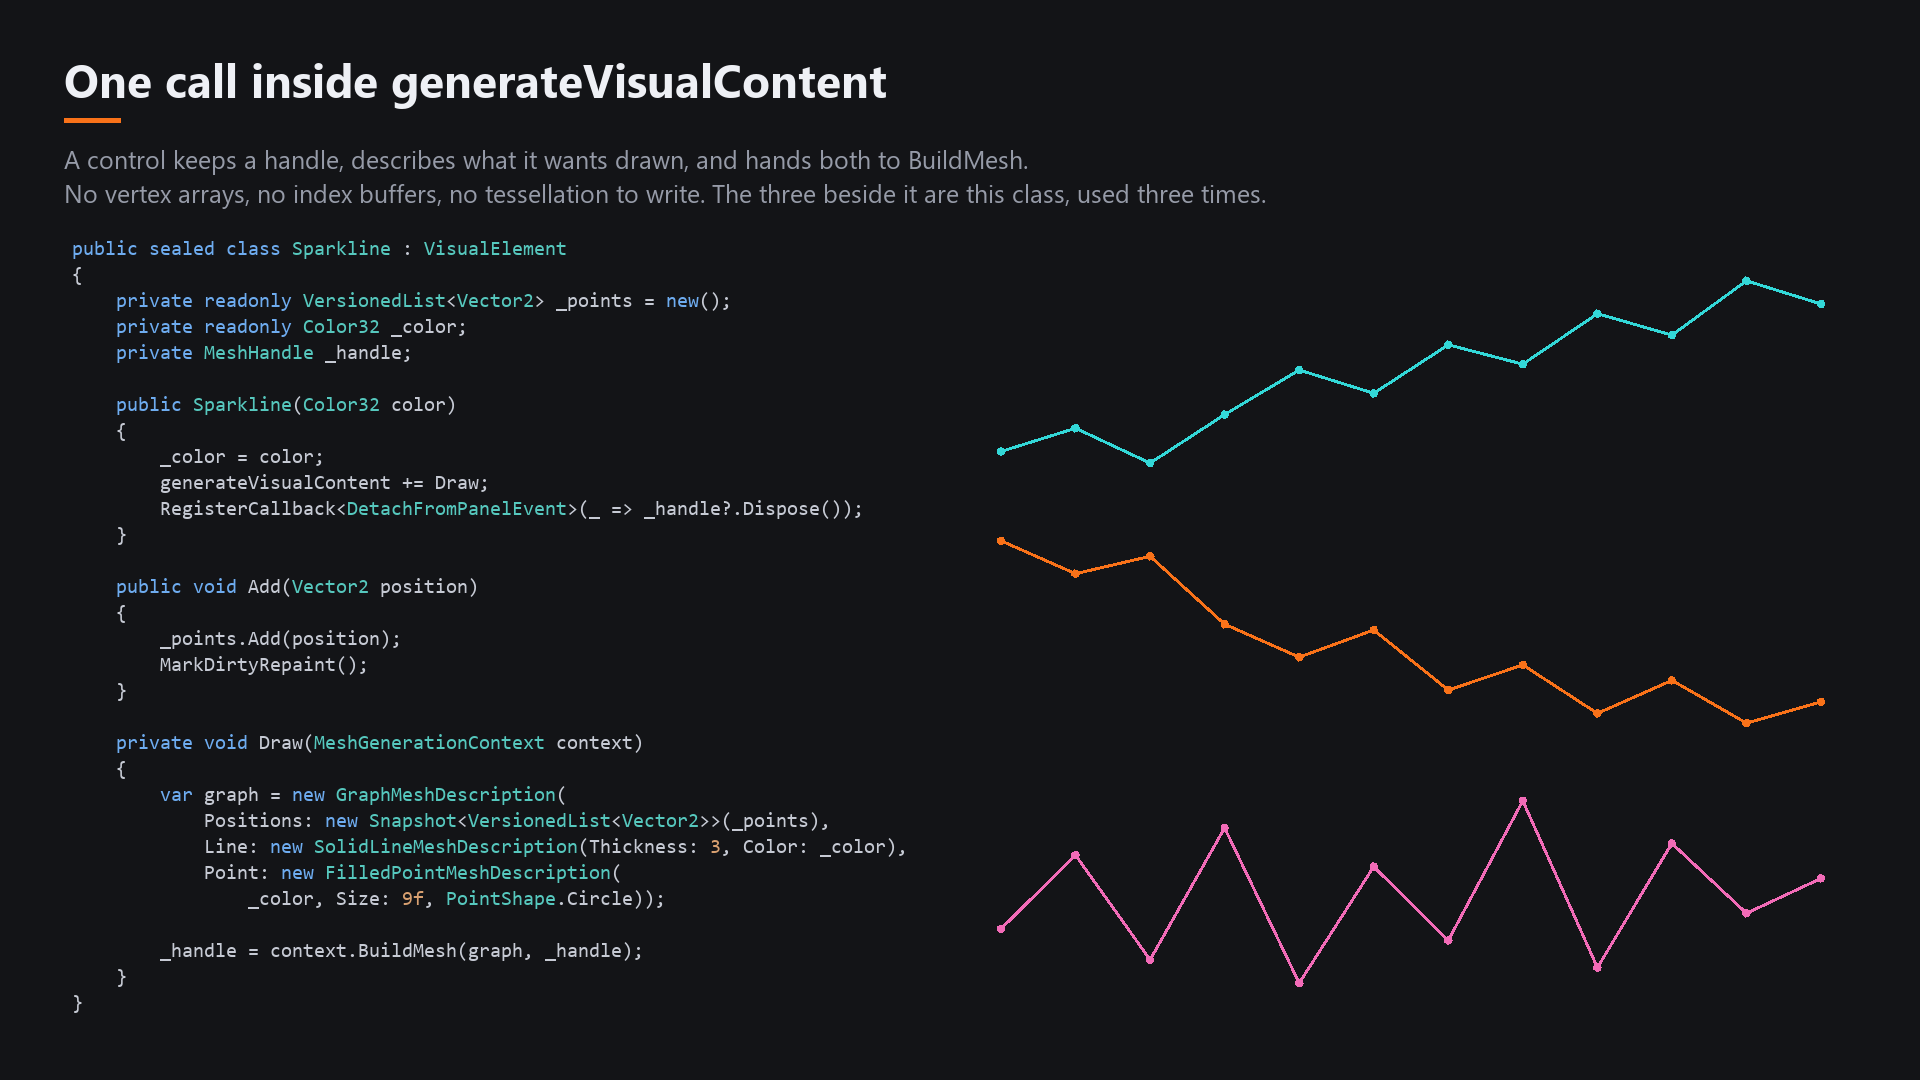 One call inside generateVisualContent
A control keeps a handle, describes what it wants drawn, and hands both to BuildMesh.
No vertex arrays, no index buffers, no tessellation to write. The three beside it are this class, used three times.
public sealed class Sparkline : VisualElement
{
    private readonly VersionedList<Vector2> _points = new();
    private readonly Color32 _color;
    private MeshHandle _handle;

    public Sparkline(Color32 color)
    {
        _color = color;
        generateVisualContent += Draw;
        RegisterCallback<DetachFromPanelEvent>(_ => _handle?.Dispose());
    }

    public void Add(Vector2 position)
    {
        _points.Add(position);
        MarkDirtyRepaint();
    }

    private void Draw(MeshGenerationContext context)
    {
        var graph = new GraphMeshDescription(
            Positions: new Snapshot<VersionedList<Vector2>>(_points),
            Line: new SolidLineMeshDescription(Thickness: 3, Color: _color),
            Point: new FilledPointMeshDescription(
                _color, Size: 9f, PointShape.Circle));

        _handle = context.BuildMesh(graph, _handle);
    }
}